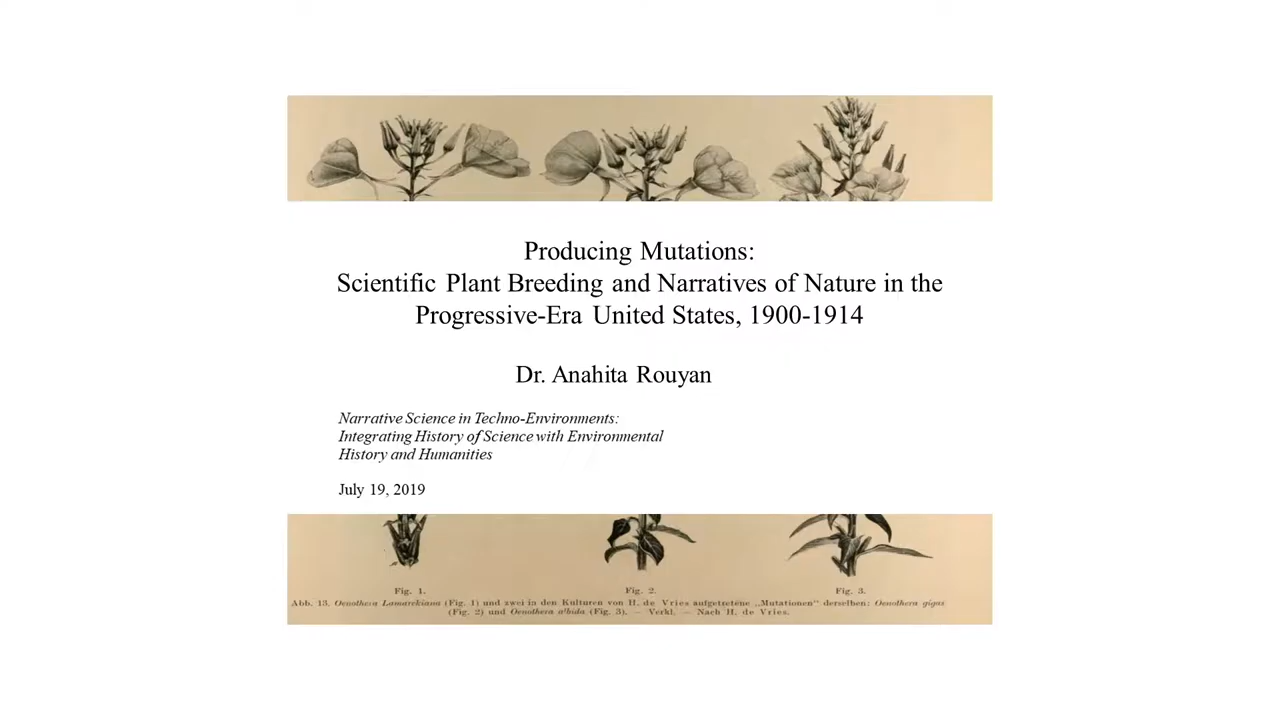 Producing Mutations:
Scientific Plant Breeding and Narratives of Nature in the
Progressive-Era United States, 1900-1914
Dr. Anahita Rouyan
Narrative Science in Techno-Environments:
Integrating History of Science with Environmental
History and Humanities
July 19, 2019
Fig. 1.
Fig. 2.
Fig. 3.
Abb. 13. Oenothera Lamarckiana (Fig. 1) und zwei in den Kulturen von H. de Vries aufgetretene „Mutationen“ derselben: Oenothera gigas
(Fig. 2) und Oenothera albida (Fig. 3). — Verkl. — Nach H. de Vries.